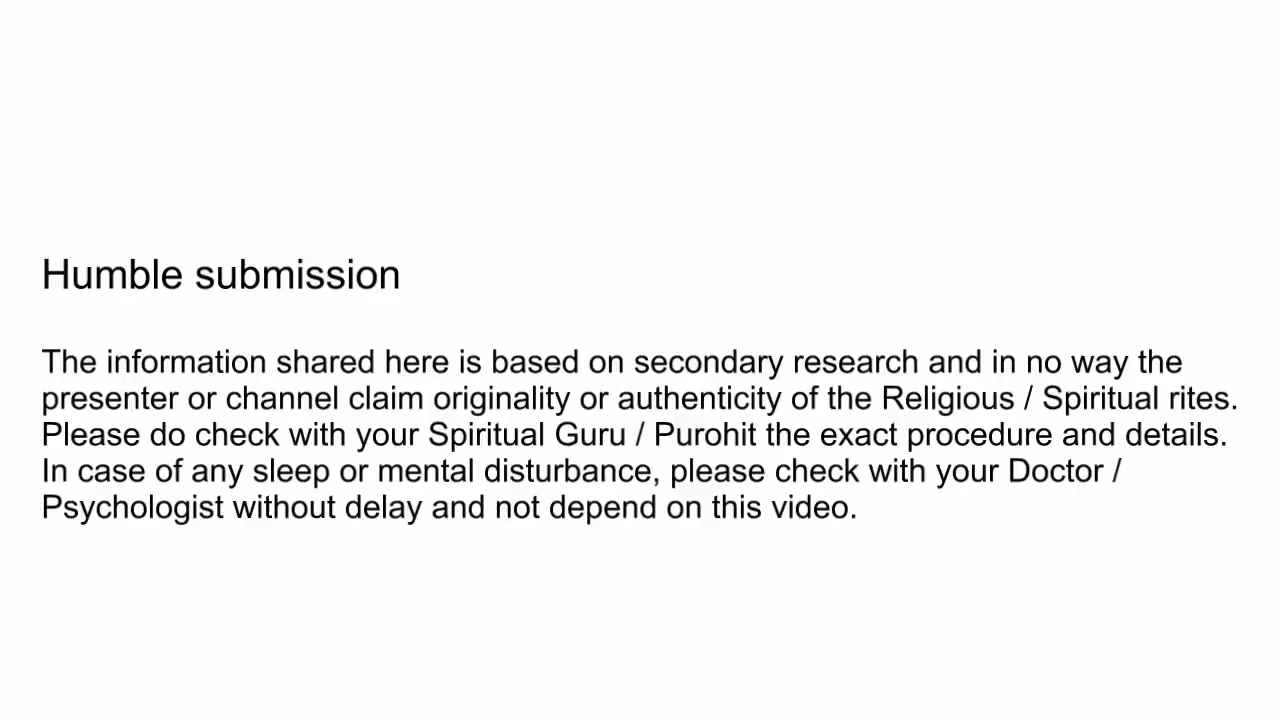 Humble submission
The information shared here is based on secondary research and in no way the
presenter or channel claim originality or authenticity of the Religious / Spiritual rites.
Please do check with your Spiritual Guru / Purohit the exact procedure and details.
In case of any sleep or mental disturbance, please check with your Doctor /
Psychologist without delay and not depend on this video.